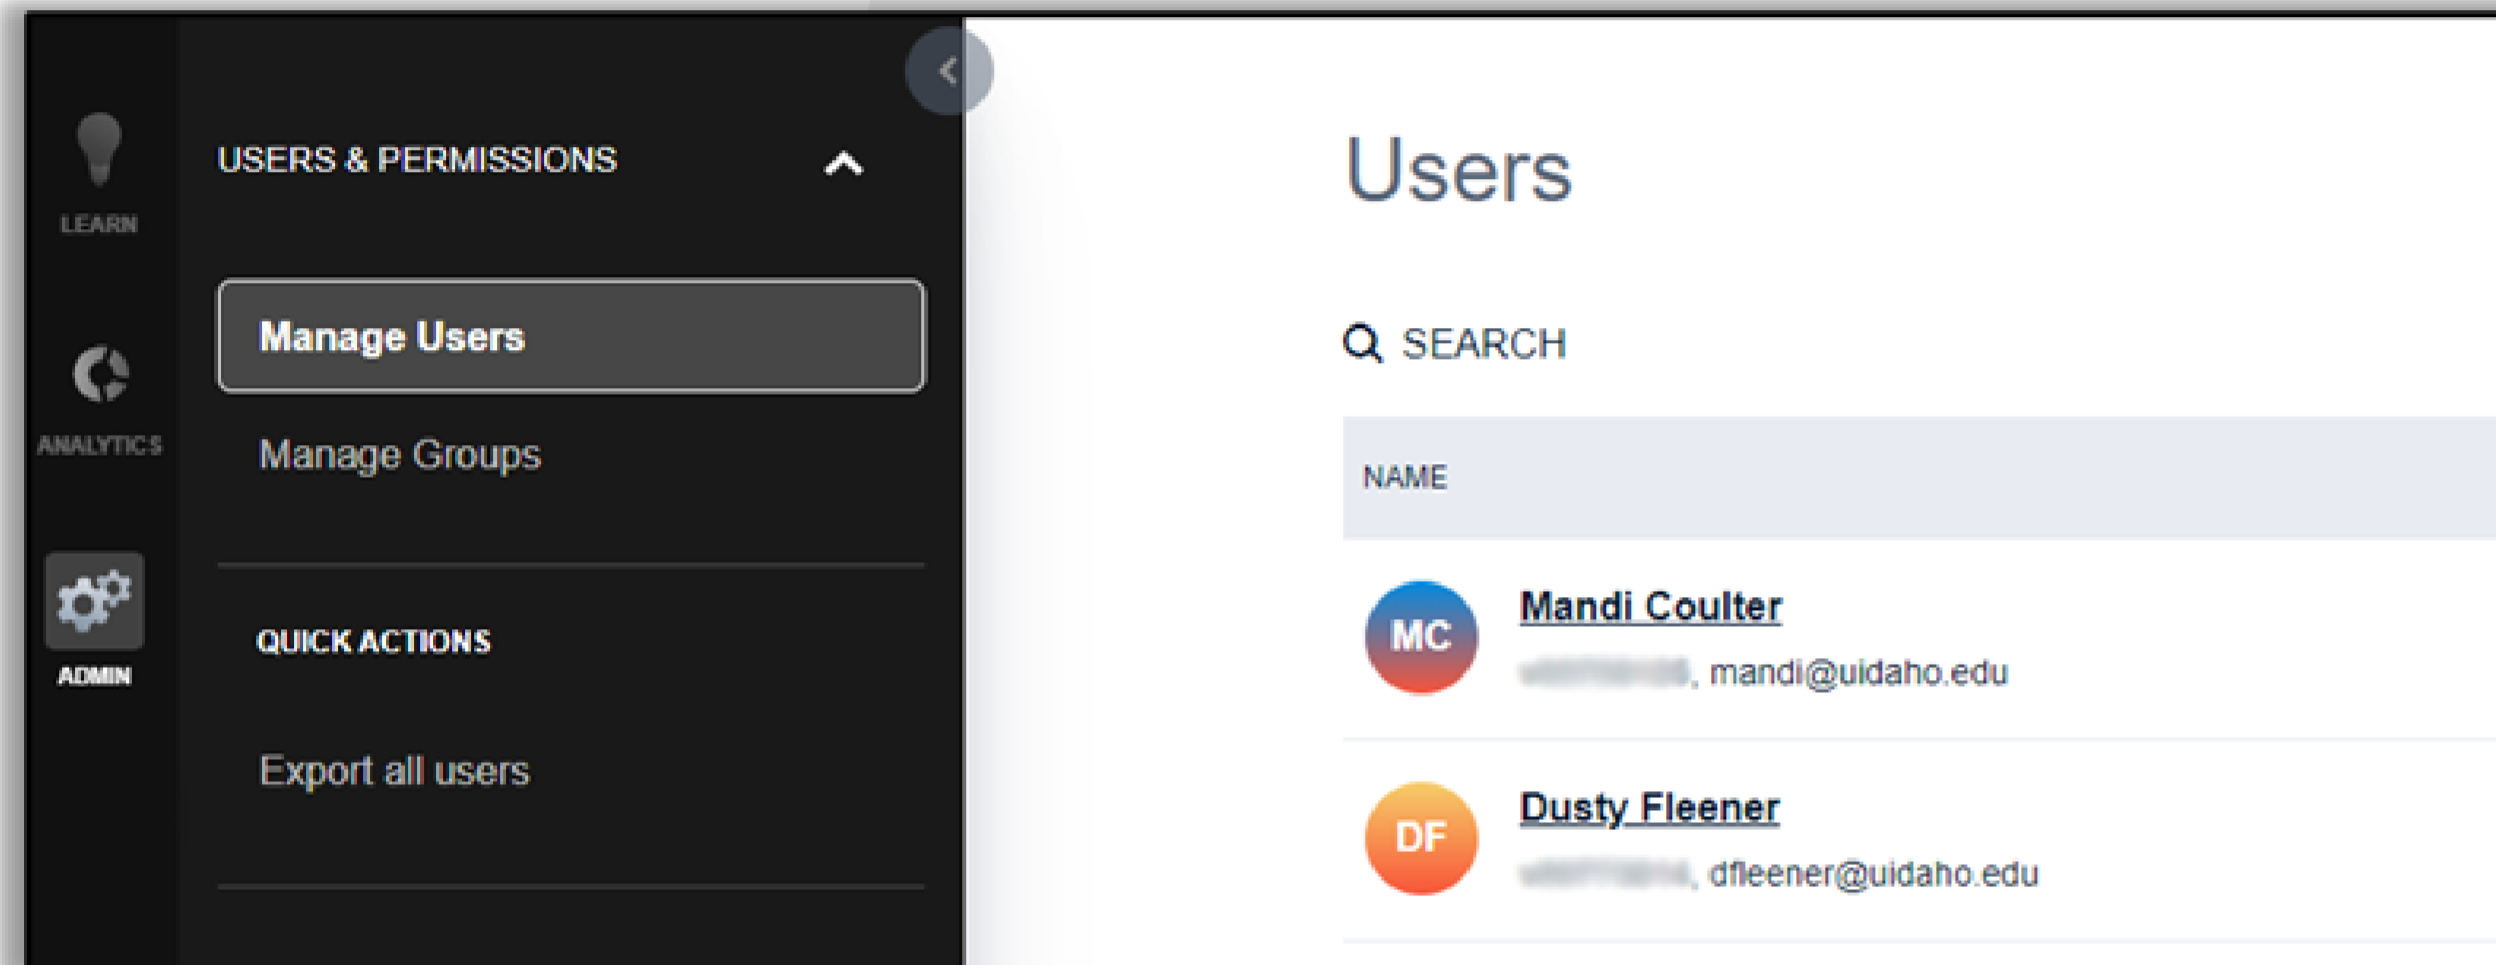 LEARN
ANALYTICS
ADMIN
USERS & PERMISSIONS
Manage Users
Manage Groups
QUICK ACTIONS
Export all users
Users
SEARCH
NAME
MC
Mandi Coulter
, mandi@uidaho.edu
DF
Dusty Fleener
, dfleener@uidaho.edu